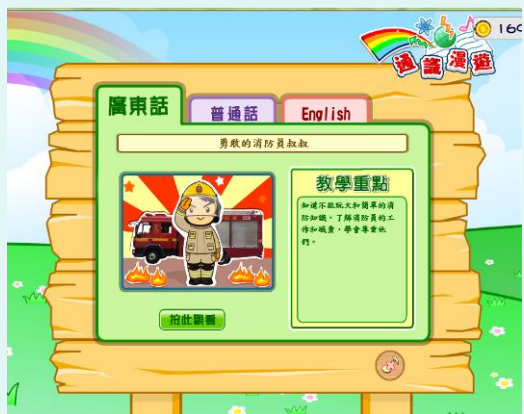 169
通識漫遊
廣東話
普通話
English
勇敢的消防員叔叔
教學重點
知道不能玩火和簡單的消
防知識，了解消防員的工
作和職責，學會尊重他
們。
按此觀看